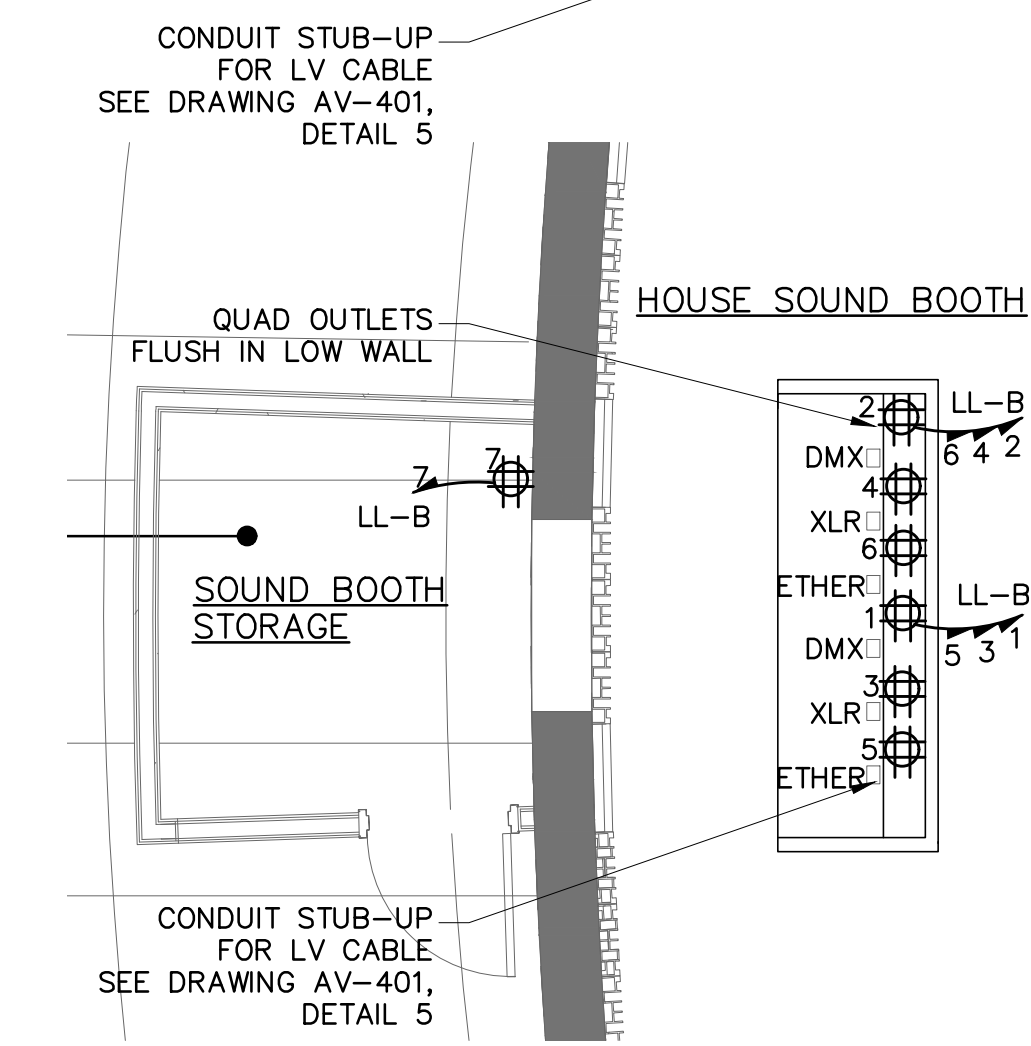 CONDUIT STUB-UP
FOR LV CABLE
SEE DRAWING AV-401,
DETAIL 5
HOUSE SOUND BOOTH
QUAD OUTLETS
FLUSH IN LOW WALL
2
LL-B
6 4 2
DMX
7
7
LL-B
4
XLR
6
ETHER
SOUND BOOTH
STORAGE
1
LL-B
5 3 1
DMX
3
XLR
5
ETHER
CONDUIT STUB-UP
FOR LV CABLE
SEE DRAWING AV-401,
DETAIL 5